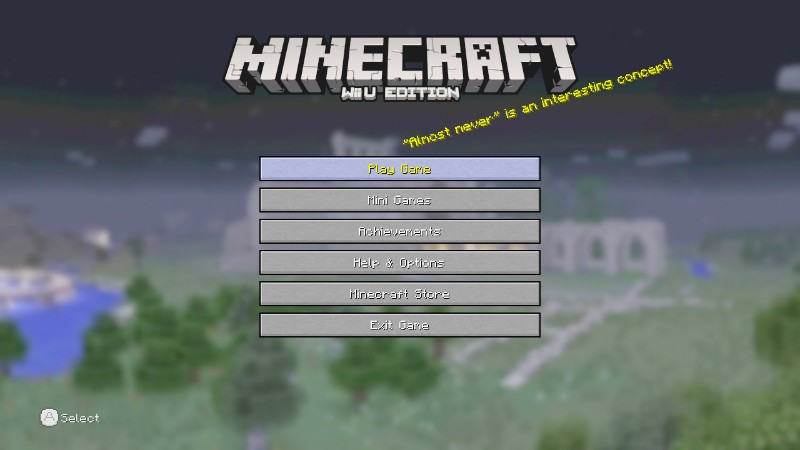 MINECRAFT
Wii U EDITION
"Almost never" is an interesting concept!
Play Game
Mini Games
Achievements
Help & Options
Minecraft Store
Exit Game
A Select